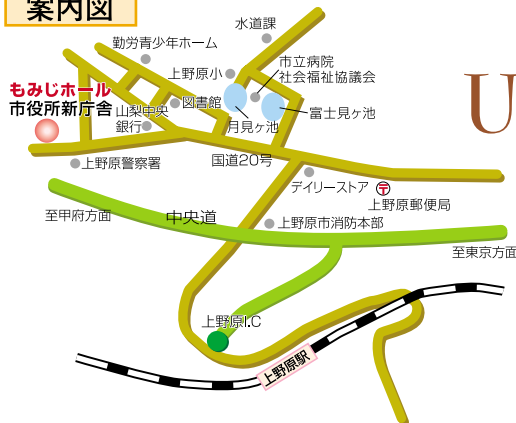 案内図
水道課
勤労青少年ホーム
市立病院
社会福祉協議会
上野原小
もみじホール
市役所新庁舎
図書館
山梨中央
銀行
月見ヶ池
富士見ヶ池
U
上野原警察署
国道20号
デイリーストア
上野原郵便局
至甲府方面
中央道
上野原市消防本部
至東京方面
上野原I.C
上野原駅